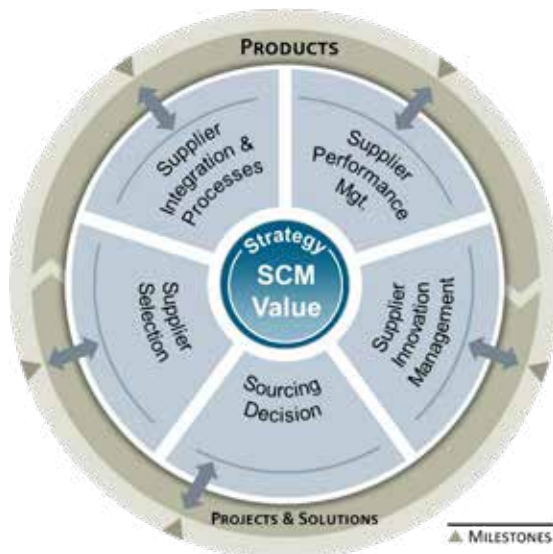 PRODUCTS
Supplier
Integration &
Processes
Supplier
Performance
Mgt.
Strategy
SCM
Value
Supplier
Selection
Supplier
Innovation
Management
Sourcing
Decision
PROJECTS & SOLUTIONS
MILESTONES